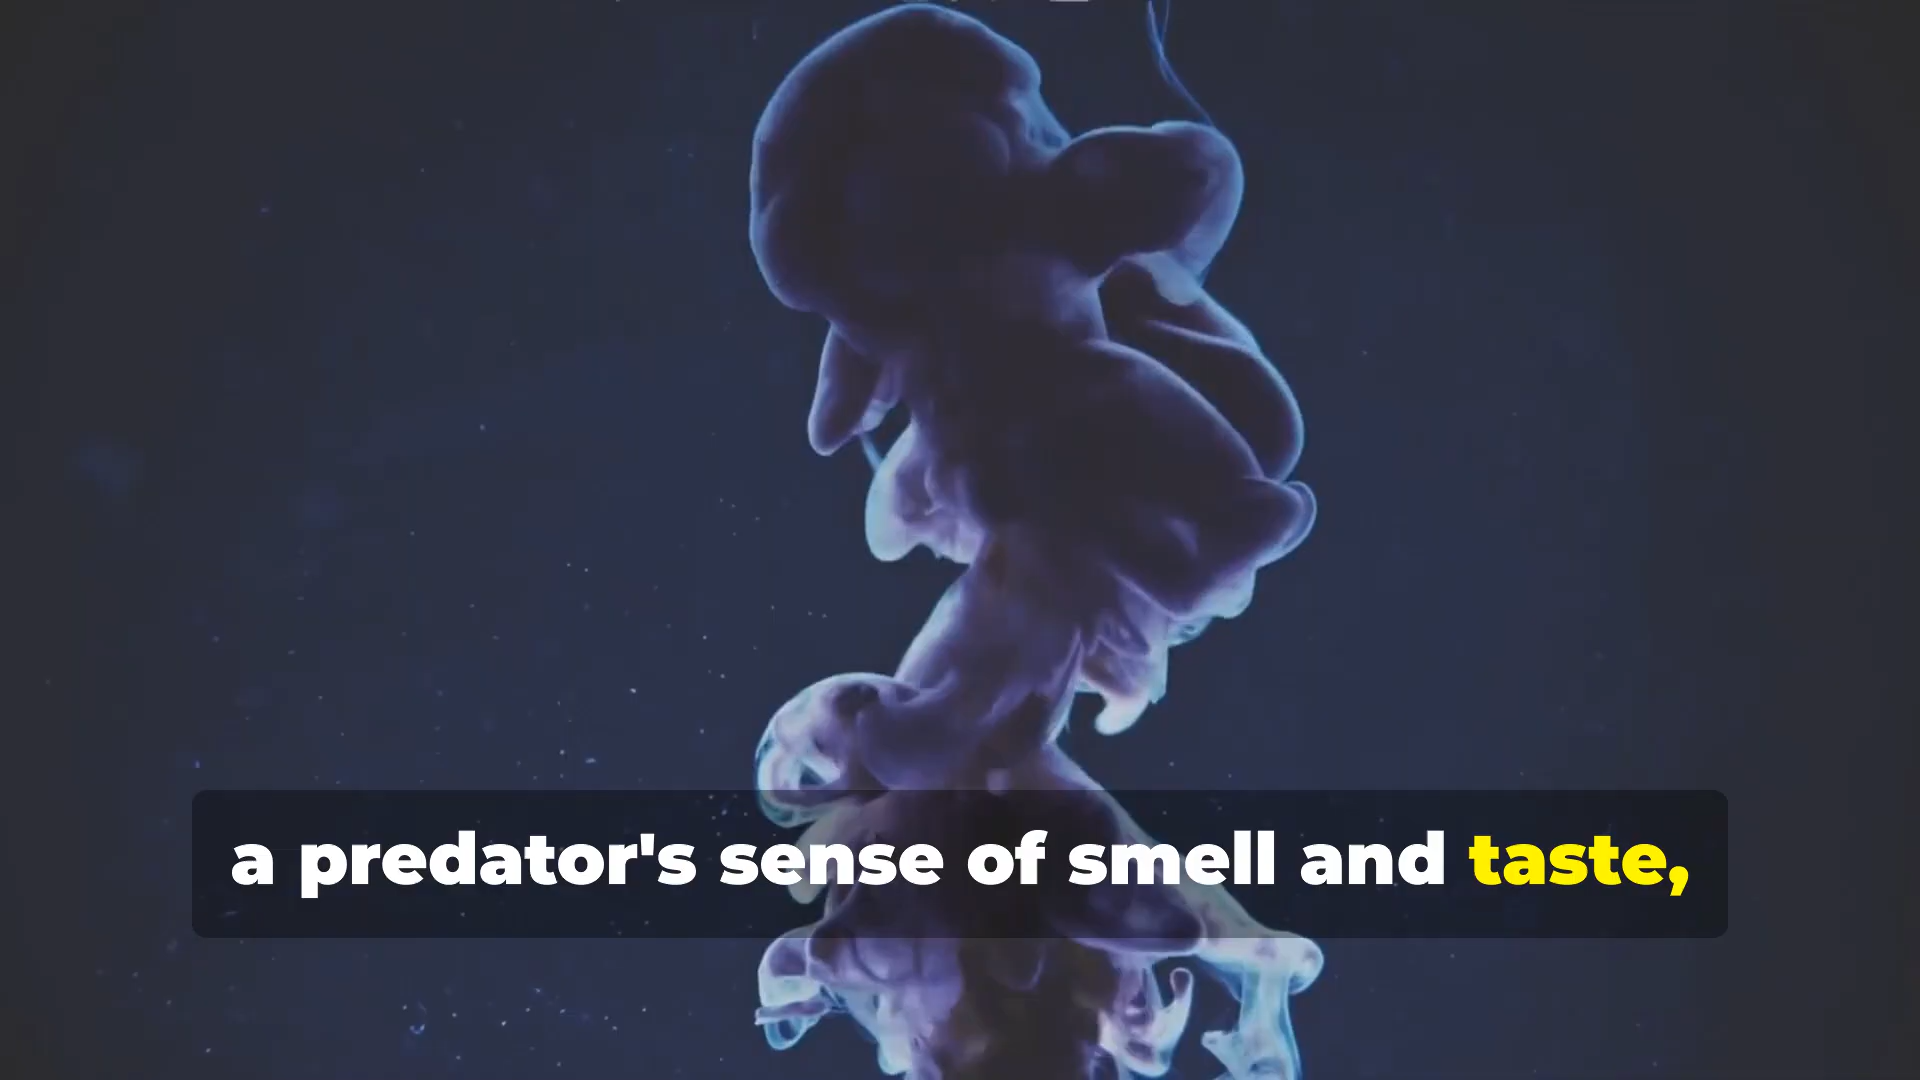 a predator's sense of smell and taste,